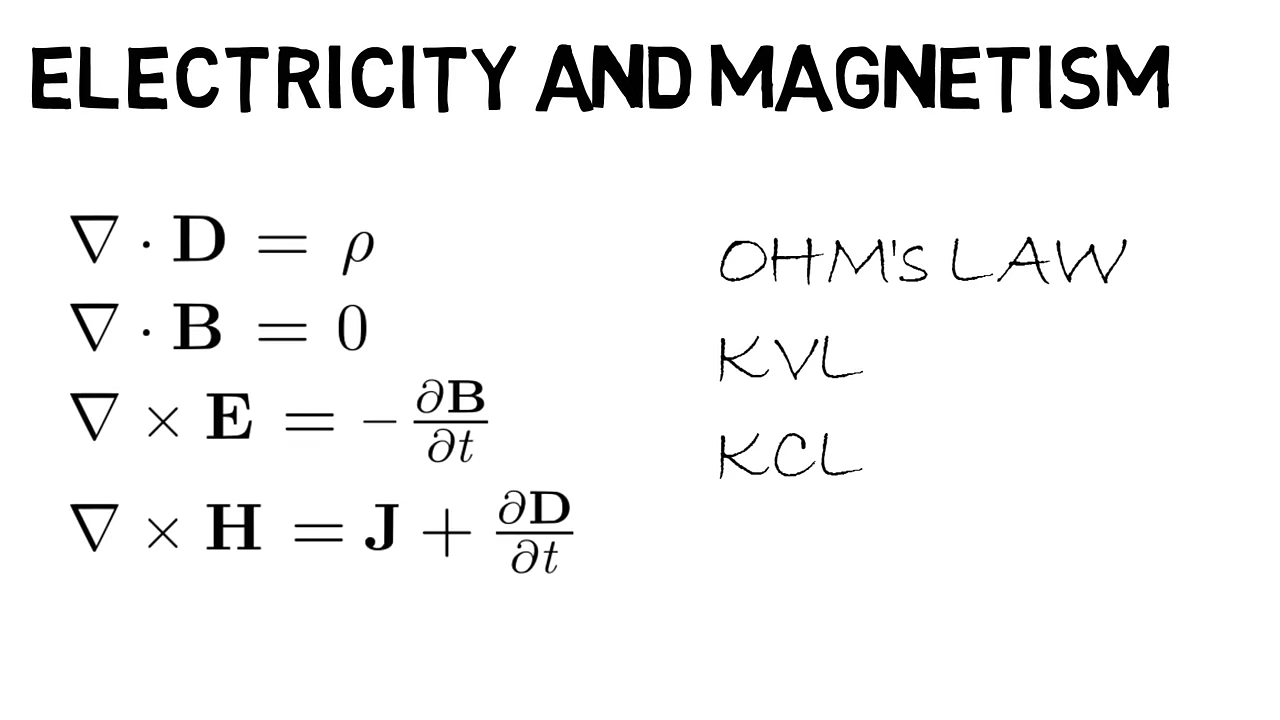 ELECTRICITY AND MAGNETISM
∇ · D = ρ
∇ · B = 0
∇ × E = − ∂B/∂t
∇ × H = J + ∂D/∂t
OHM's LAW
KVL
KCL